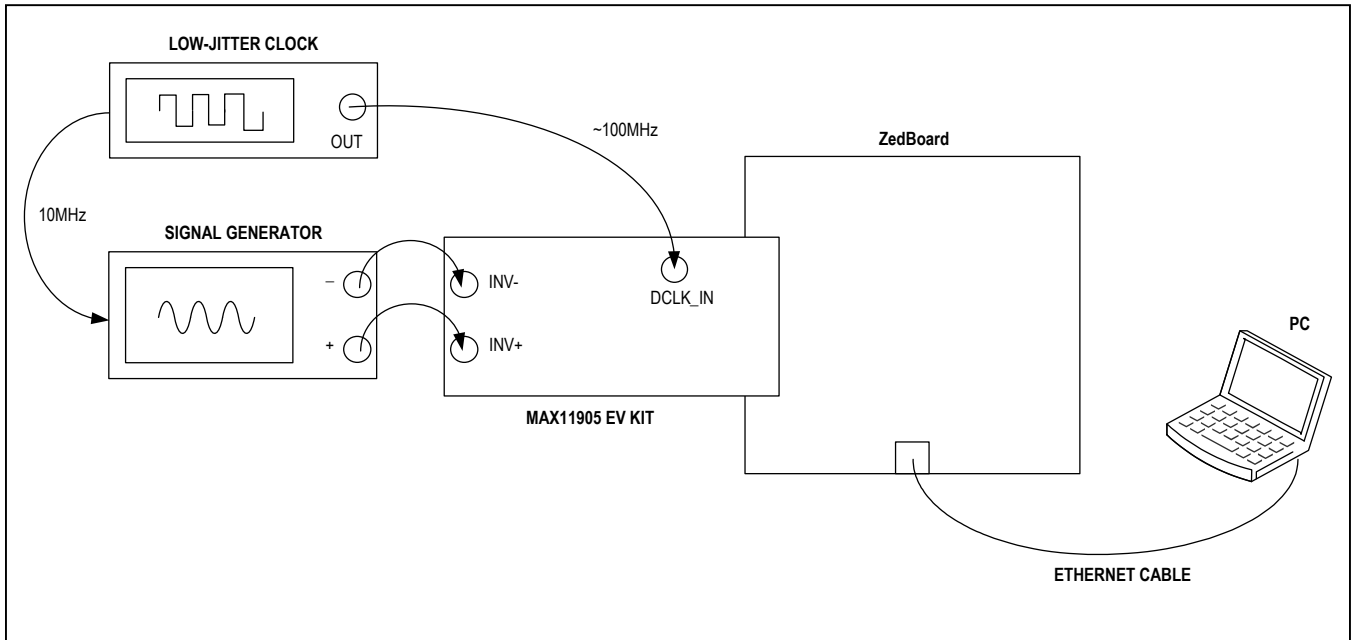 LOW-JITTER CLOCK
OUT
~100MHz
ZedBoard
10MHz
SIGNAL GENERATOR
−
INV-
DCLK_IN
+
INV+
PC
MAX11905 EV KIT
ETHERNET CABLE